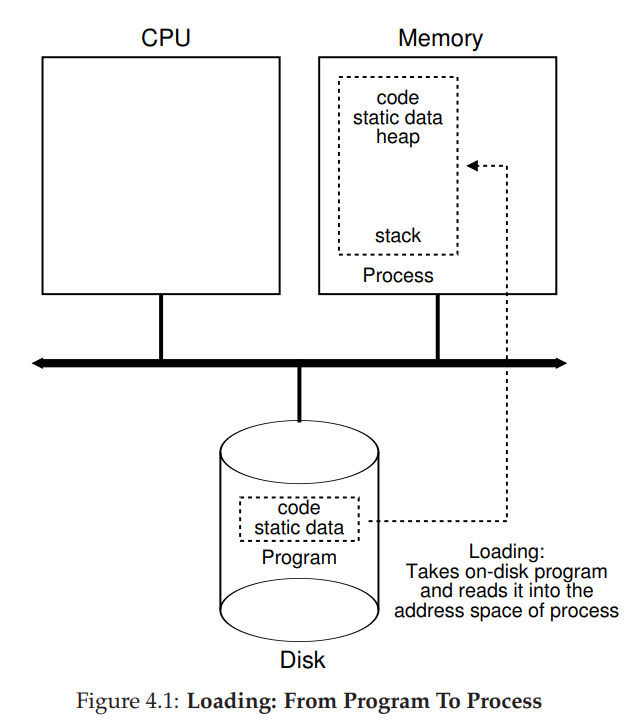 CPU
Memory
code
static data
heap
stack
Process
code
static data
Program
Loading:
Takes on-disk program
and reads it into the
address space of process
Disk
Figure 4.1: Loading: From Program To Process